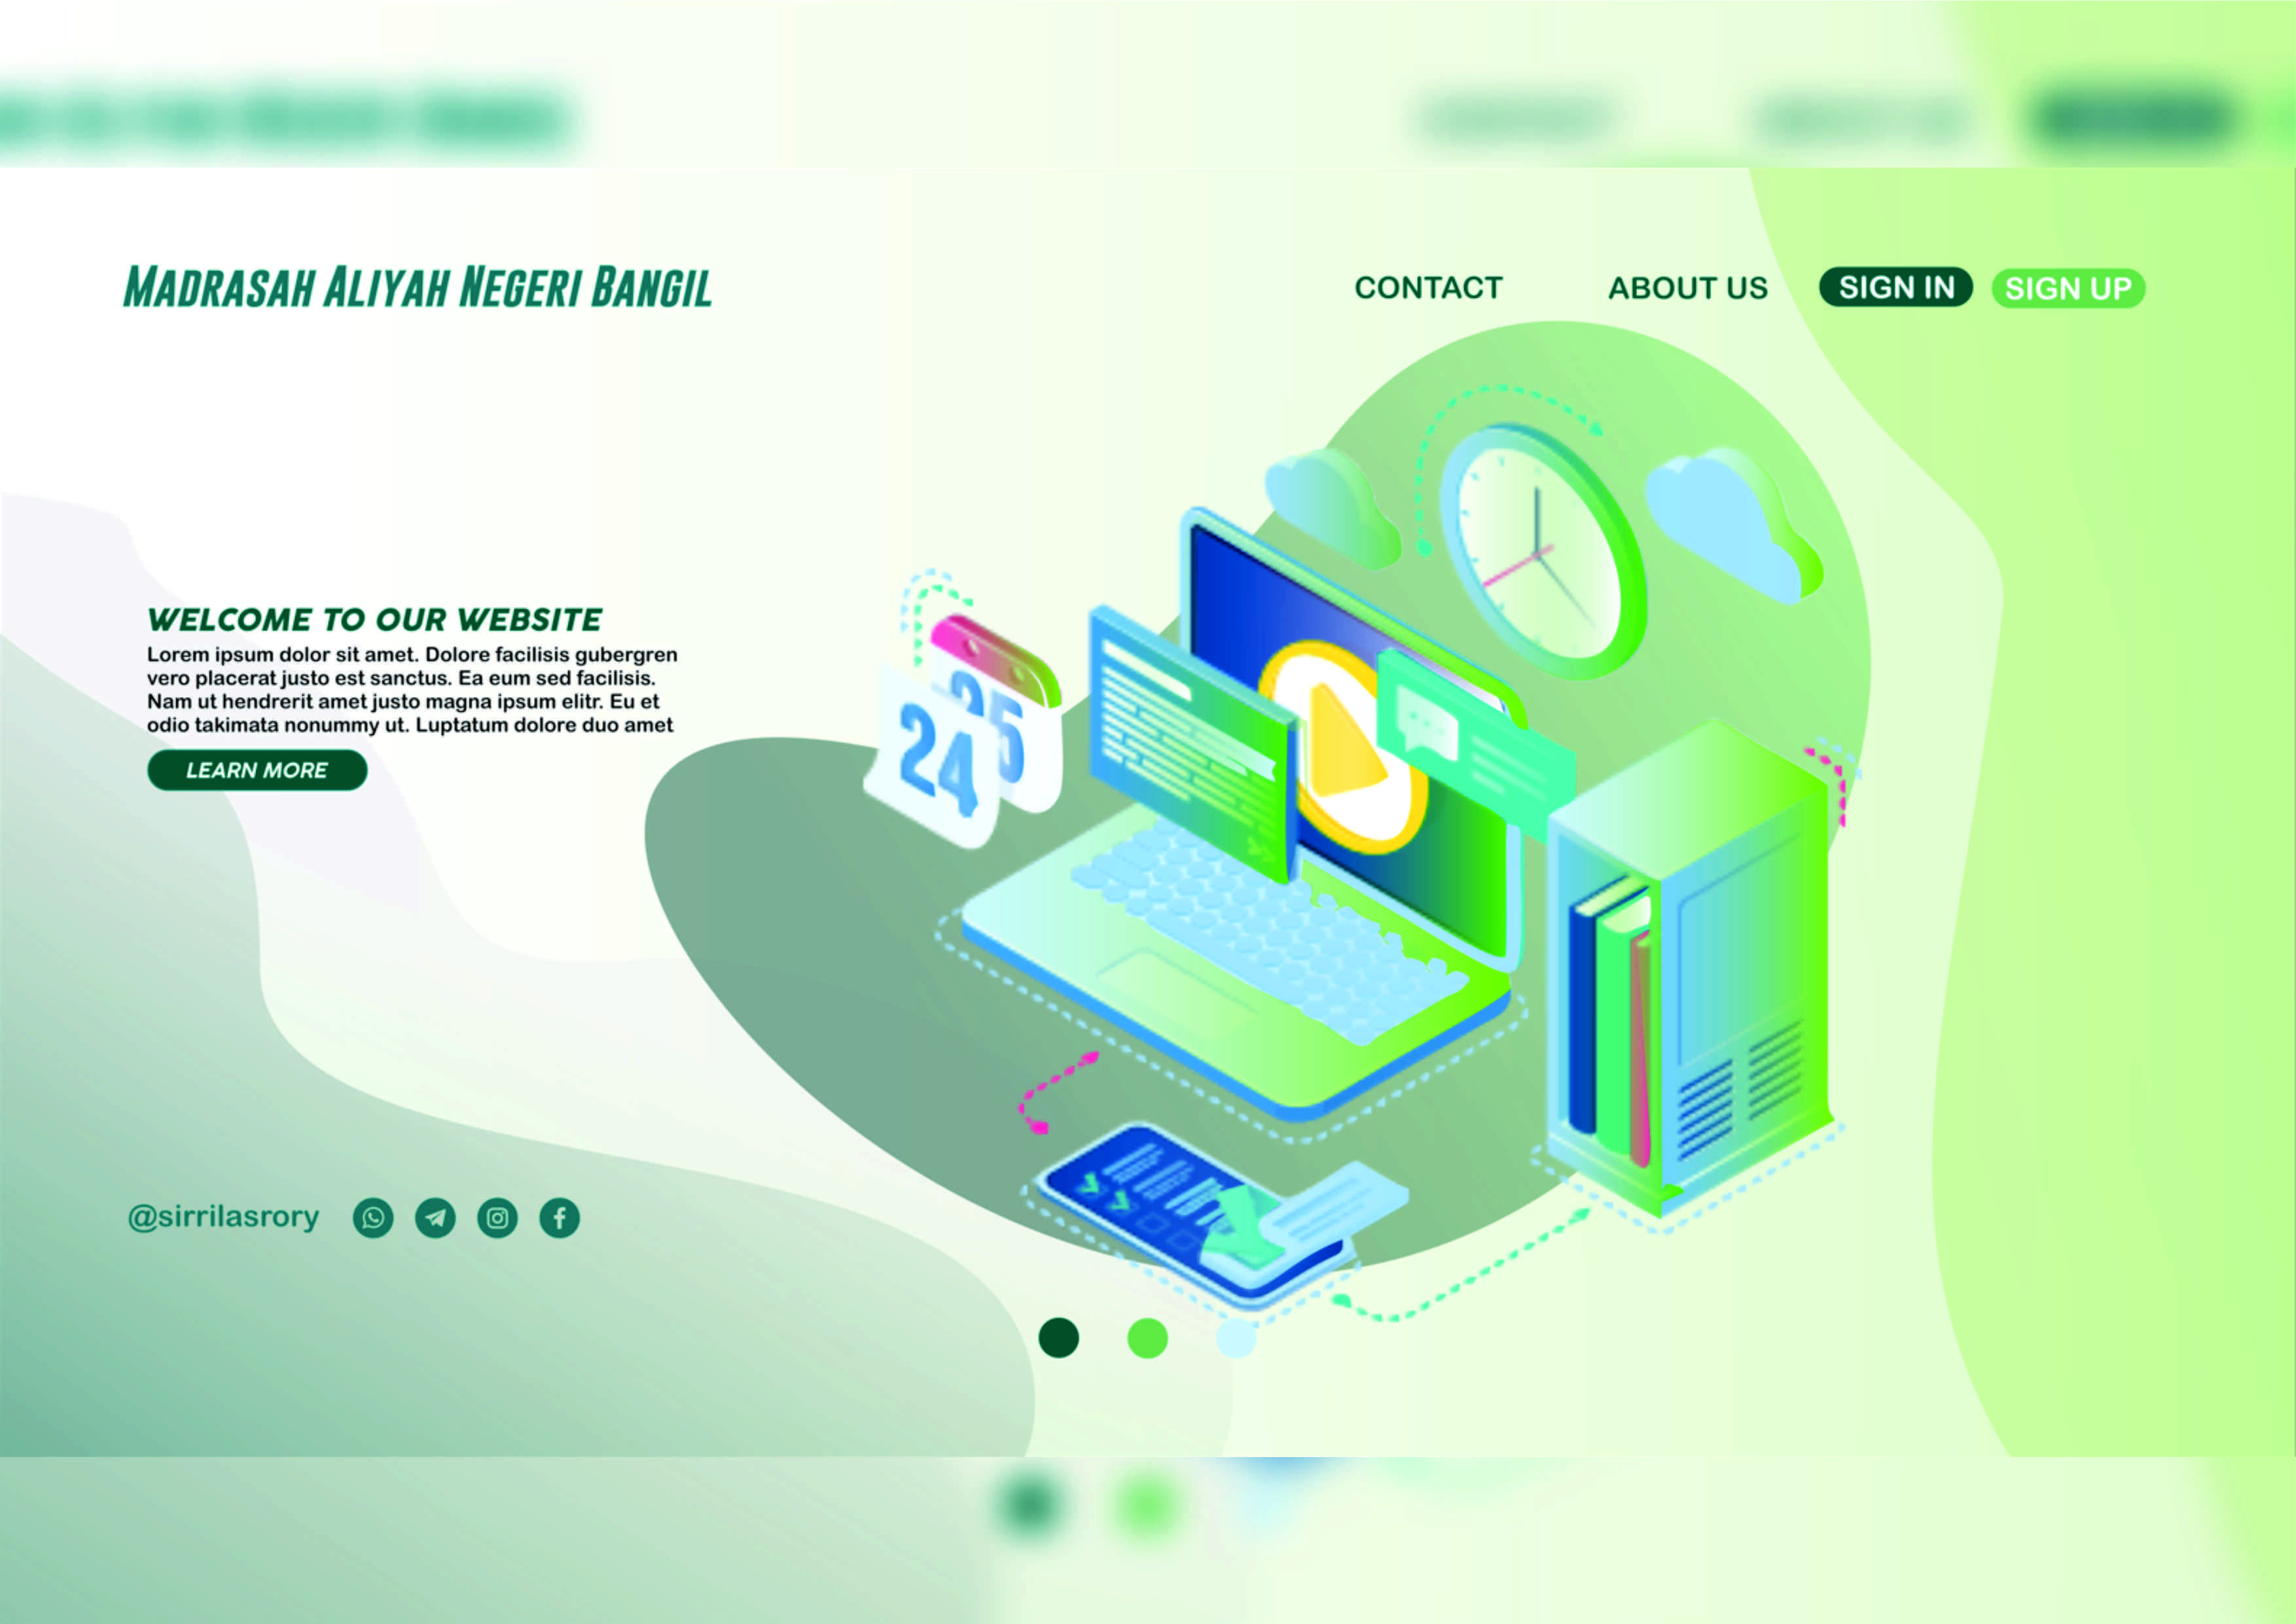 MADRASAH ALIYAH NEGERI BANGIL
CONTACT
ABOUT US
SIGN IN
SIGN UP
WELCOME TO OUR WEBSITE
Lorem ipsum dolor sit amet. Dolore facilisis gubergren
vero placerat justo est sanctus. Ea eum sed facilisis.
Nam ut hendrerit amet justo magna ipsum elitr. Eu et
odio takimata nonummy ut. Luptatum dolore duo amet
LEARN MORE
25
24
@sirrilasrory